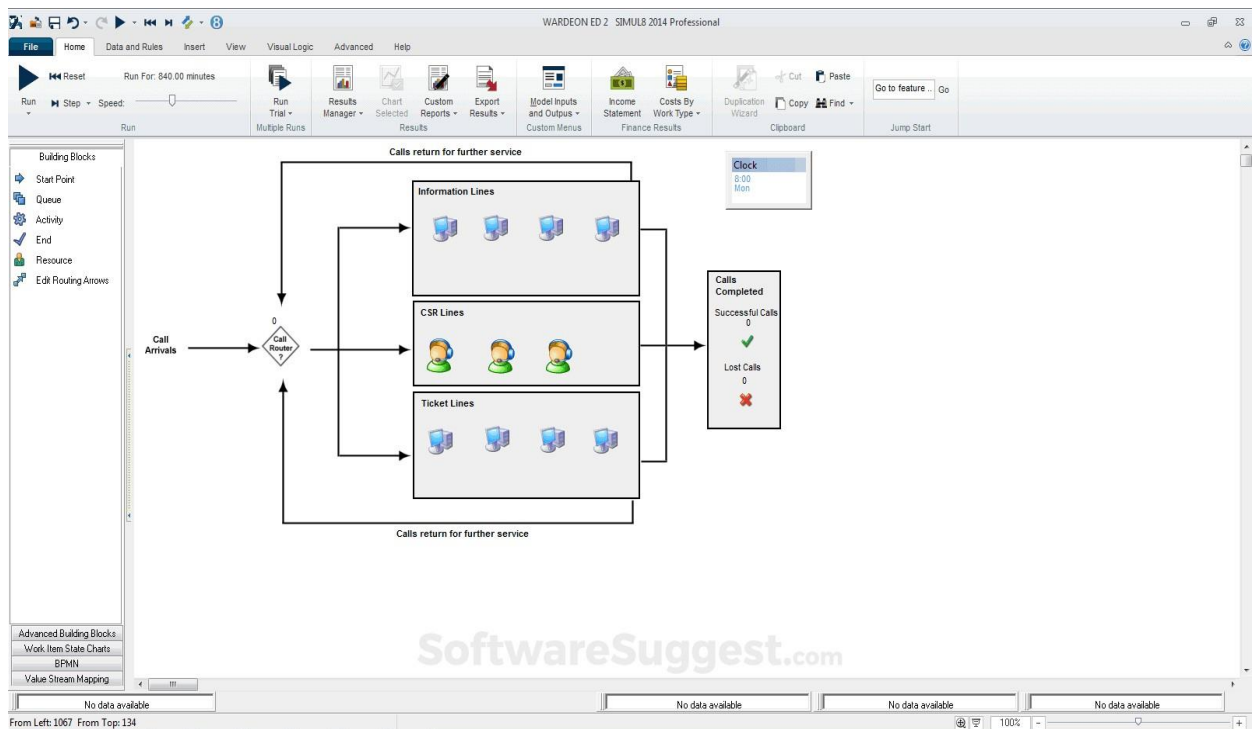 WARDEON ED 2 SIMUL8 2014 Professional
File Home Data and Rules Insert View Visual Logic Advanced Help
Run
Reset
Step
Run For: 840.00 minutes
Speed:
Run
Run Trial
Multiple Runs
Results Manager
Chart Selected
Custom Reports
Export Results
Results
Model Inputs and Outpus
Custom Menus
Income Statement
Costs By Work Type
Finance Results
Duplication Wizard
Cut
Copy
Paste
Find
Clipboard
Go to feature .. Go
Jump Start
Building Blocks
Start Point
Queue
Activity
End
Resource
Edit Routing Arrows
Advanced Building Blocks
Work Item State Charts
BPMN
Value Stream Mapping
Calls return for further service
Clock
8:00
Mon
Information Lines
CSR Lines
Ticket Lines
Call
Arrivals
0
Call
Router
?
Calls
Completed
Successful Calls
0
Lost Calls
0
Calls return for further service
SoftwareSuggest.com
No data available
No data available
No data available
No data available
From Left: 1067 From Top: 134
100%